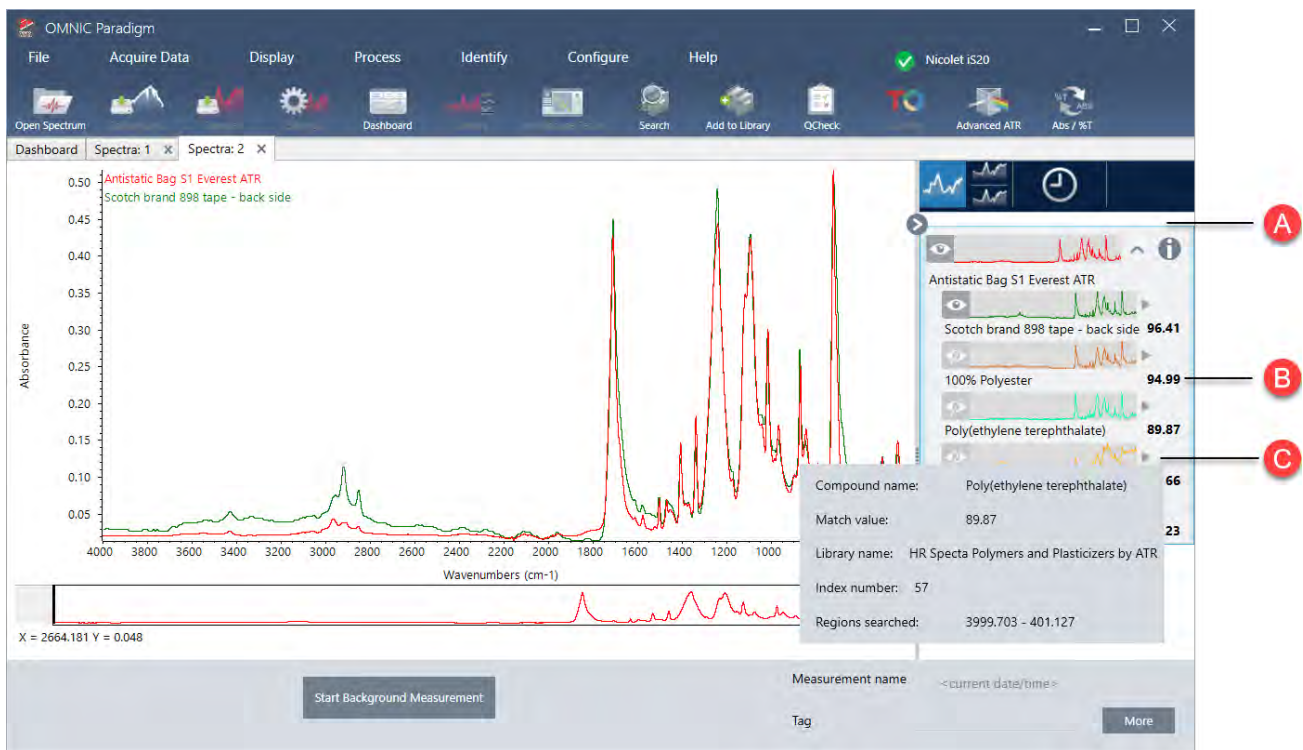 OMNIC Paradigm
File Acquire Data Display Process Identify Configure Help Nicolet iS20
Open Spectrum Dashboard Search Add to Library QCheck Advanced ATR Abs / %T
Dashboard Spectra: 1 Spectra: 2
Antistatic Bag S1 Everest ATR
Scotch brand 898 tape - back side
Absorbance
0.50
0.45
0.40
0.35
0.30
0.25
0.20
0.15
0.10
0.05
4000 3800 3600 3400 3200 3000 2800 2600 2400 2200 2000 1800 1600 1400 1200 1000
Wavenumbers (cm-1)
X = 2664.181 Y = 0.048
A
Antistatic Bag S1 Everest ATR
Scotch brand 898 tape - back side 96.41
100% Polyester 94.99
B
Poly(ethylene terephthalate) 89.87
C
66
23
Compound name: Poly(ethylene terephthalate)
Match value: 89.87
Library name: HR Specta Polymers and Plasticizers by ATR
Index number: 57
Regions searched: 3999.703 - 401.127
Start Background Measurement
Measurement name <current date/time>
Tag
More